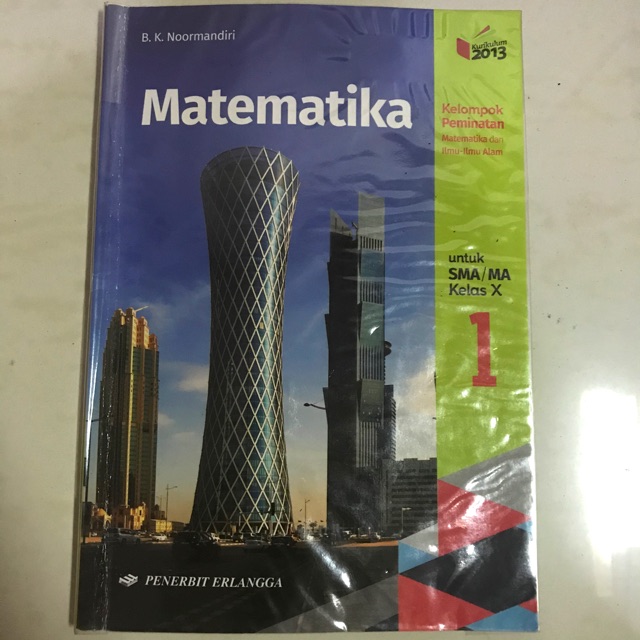 B. K. Noormandiri
Kurikulum
2013
Matematika
Kelompok
Peminatan
Matematika dan
Ilmu-Ilmu Alam
untuk
SMA/MA
Kelas X
1
PENERBIT ERLANGGA